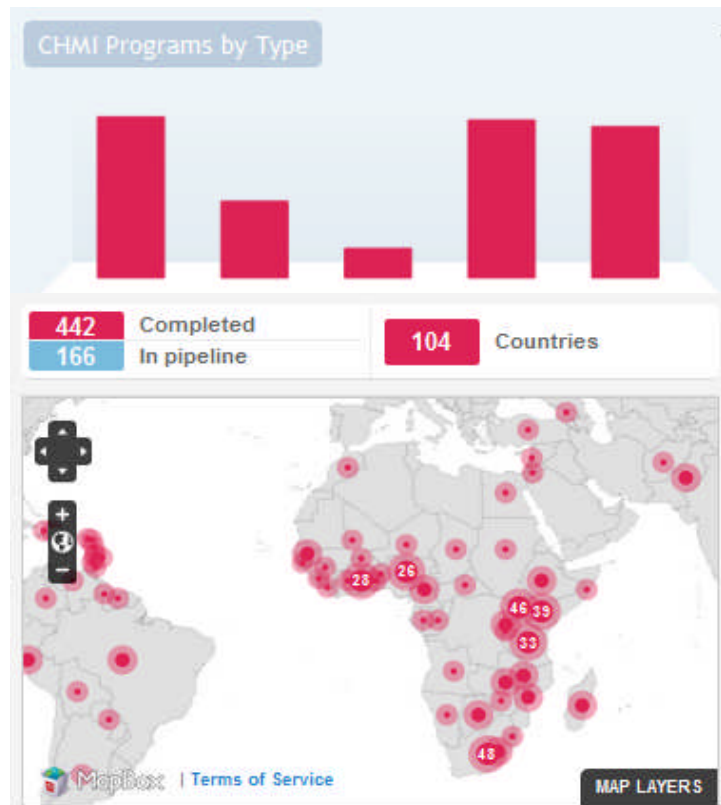 CHMI Programs by Type
442 Completed
166 In pipeline
104 Countries
+
−
28
26
46
39
33
48
MapBox | Terms of Service
MAP LAYERS